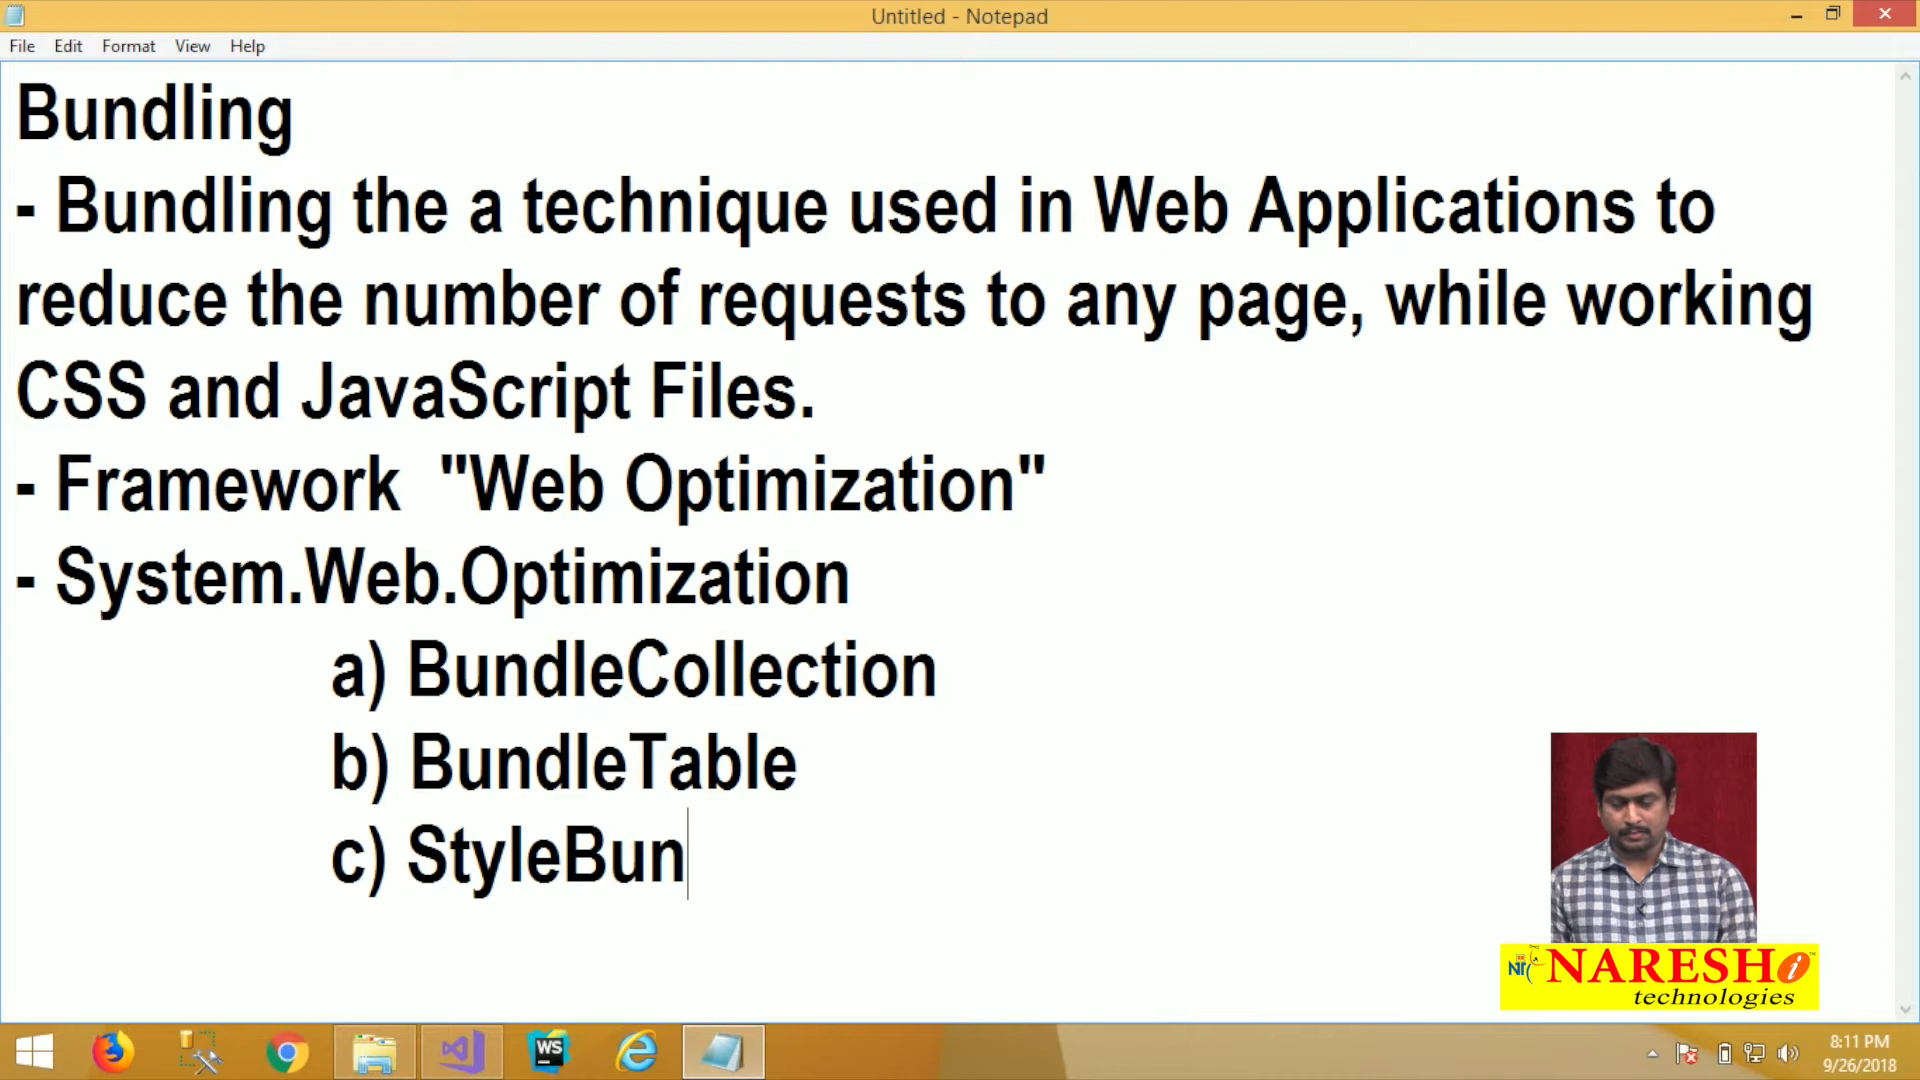 Untitled - Notepad
File Edit Format View Help
Bundling
- Bundling the a technique used in Web Applications to
reduce the number of requests to any page, while working
CSS and JavaScript Files.
- Framework "Web Optimization"
- System.Web.Optimization
a) BundleCollection
b) BundleTable
c) StyleBun
NARESH i
technologies
WS
8:11 PM
9/26/2018